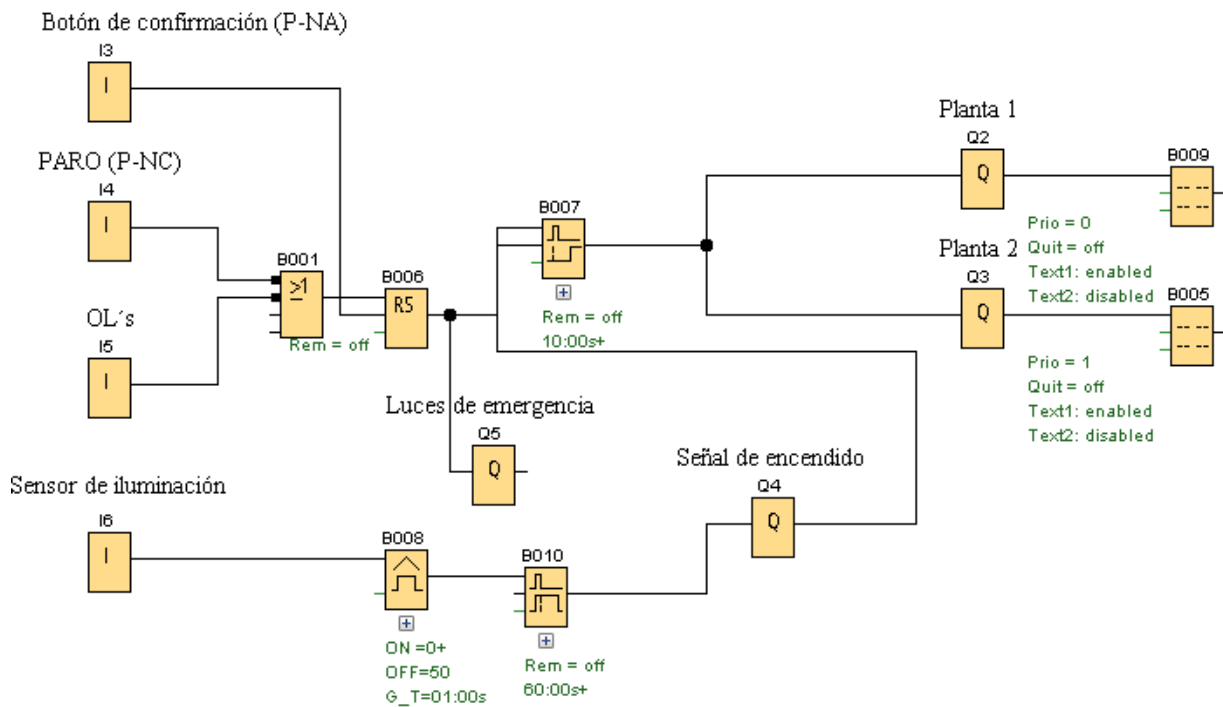 Botón de confirmación (P-NA)
I3
I
PARO (P-NC)
I4
I
OL´s
I5
I
Sensor de iluminación
I6
I
B001
≥1
Rem = off
B006
RS
B007
Rem = off
10:00s+
Luces de emergencia
Q5
Q
B008
ON =0+
OFF=50
G_T=01:00s
B010
Rem = off
60:00s+
Señal de encendido
Q4
Q
Planta 1
Q2
Q
B009
Prio = 0
Quit = off
Text1: enabled
Text2: disabled
Planta 2
Q3
Q
B005
Prio = 1
Quit = off
Text1: enabled
Text2: disabled